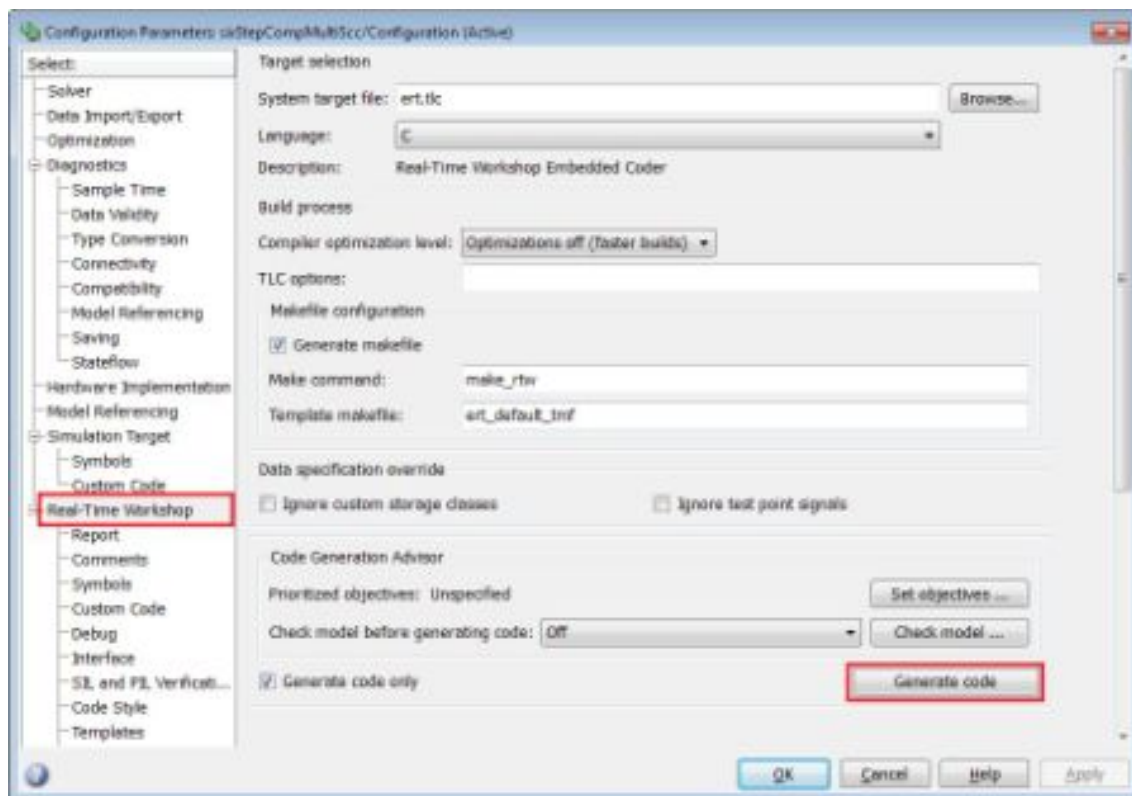 Configuration Parameters: sixStepCompMultiScc/Configuration (Active)
Select:
Solver
Data Import/Export
Optimization
Diagnostics
Sample Time
Data Validity
Type Conversion
Connectivity
Compatibility
Model Referencing
Saving
Stateflow
Hardware Implementation
Model Referencing
Simulation Target
Symbols
Custom Code
Real-Time Workshop
Report
Comments
Symbols
Custom Code
Debug
Interface
SIL and PIL Verificati...
Code Style
Templates
Target selection
System target file: ert.tlc Browse...
Language: C
Description: Real-Time Workshop Embedded Coder
Build process
Compiler optimization level: Optimizations off (faster builds)
TLC options:
Makefile configuration
Generate makefile
Make command: make_rtw
Template makefile: ert_default_tmf
Data specification override
Ignore custom storage classes Ignore test point signals
Code Generation Advisor
Prioritized objectives: Unspecified Set objectives ...
Check model before generating code: Off Check model ...
Generate code only Generate code
OK Cancel Help Apply